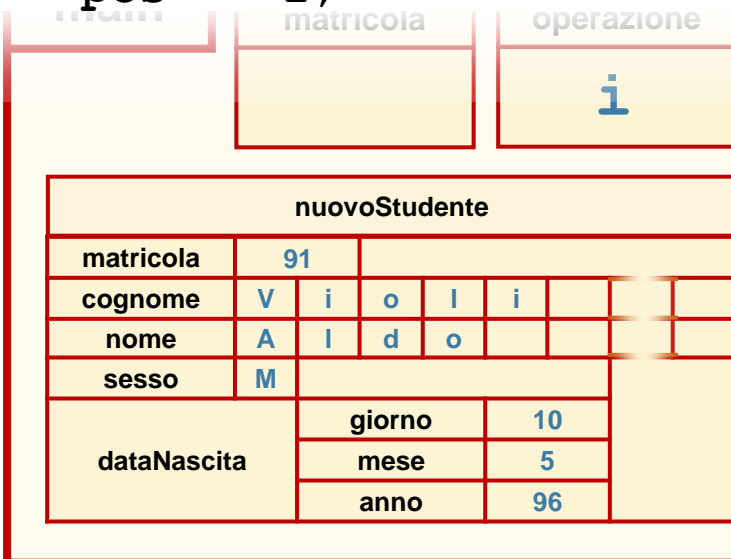 matricola operazione
i
nuovoStudente
matricola 91
cognome V i o l i
nome A l d o
sesso M
dataNascita
giorno 10
mese 5
anno 96